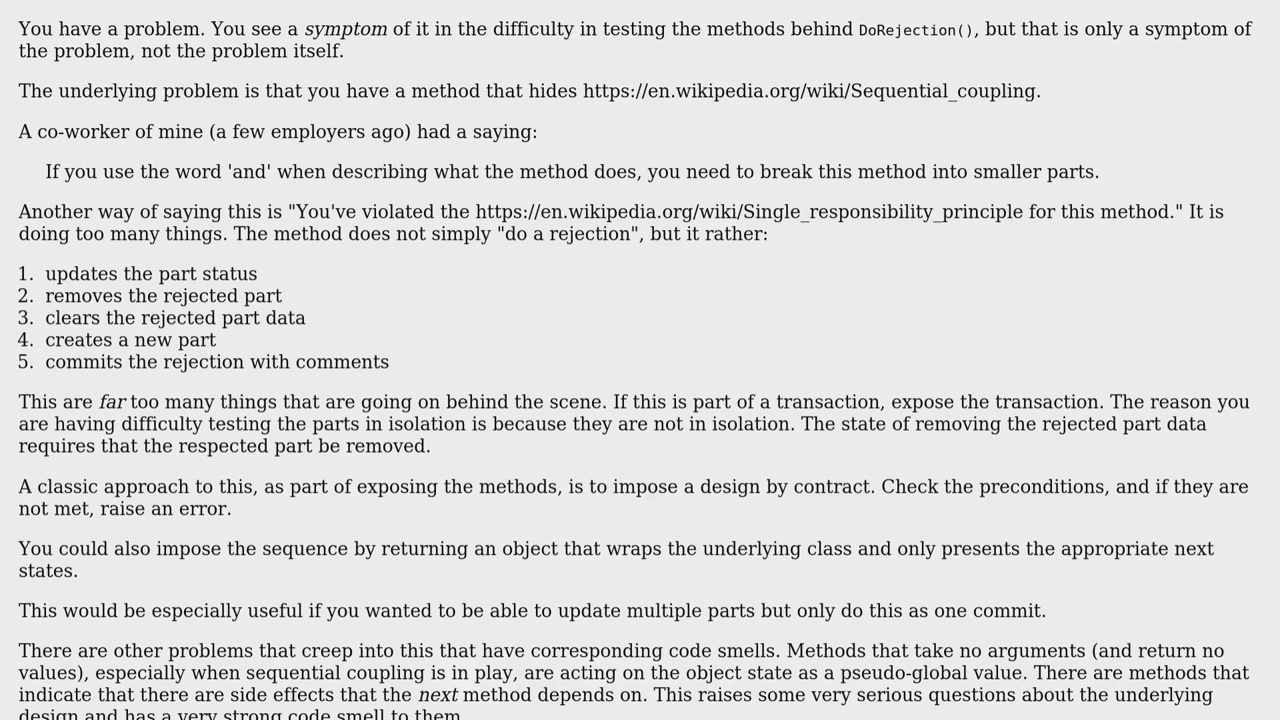 You have a problem. You see a symptom of it in the difficulty in testing the methods behind DoRejection(), but that is only a symptom of
the problem, not the problem itself.
The underlying problem is that you have a method that hides https://en.wikipedia.org/wiki/Sequential_coupling.
A co-worker of mine (a few employers ago) had a saying:
If you use the word 'and' when describing what the method does, you need to break this method into smaller parts.
Another way of saying this is "You've violated the https://en.wikipedia.org/wiki/Single_responsibility_principle for this method." It is
doing too many things. The method does not simply "do a rejection", but it rather:
1. updates the part status
2. removes the rejected part
3. clears the rejected part data
4. creates a new part
5. commits the rejection with comments
This are far too many things that are going on behind the scene. If this is part of a transaction, expose the transaction. The reason you
are having difficulty testing the parts in isolation is because they are not in isolation. The state of removing the rejected part data
requires that the respected part be removed.
A classic approach to this, as part of exposing the methods, is to impose a design by contract. Check the preconditions, and if they are
not met, raise an error.
You could also impose the sequence by returning an object that wraps the underlying class and only presents the appropriate next
states.
This would be especially useful if you wanted to be able to update multiple parts but only do this as one commit.
There are other problems that creep into this that have corresponding code smells. Methods that take no arguments (and return no
values), especially when sequential coupling is in play, are acting on the object state as a pseudo-global value. There are methods that
indicate that there are side effects that the next method depends on. This raises some very serious questions about the underlying
design and has a very strong code smell to them.